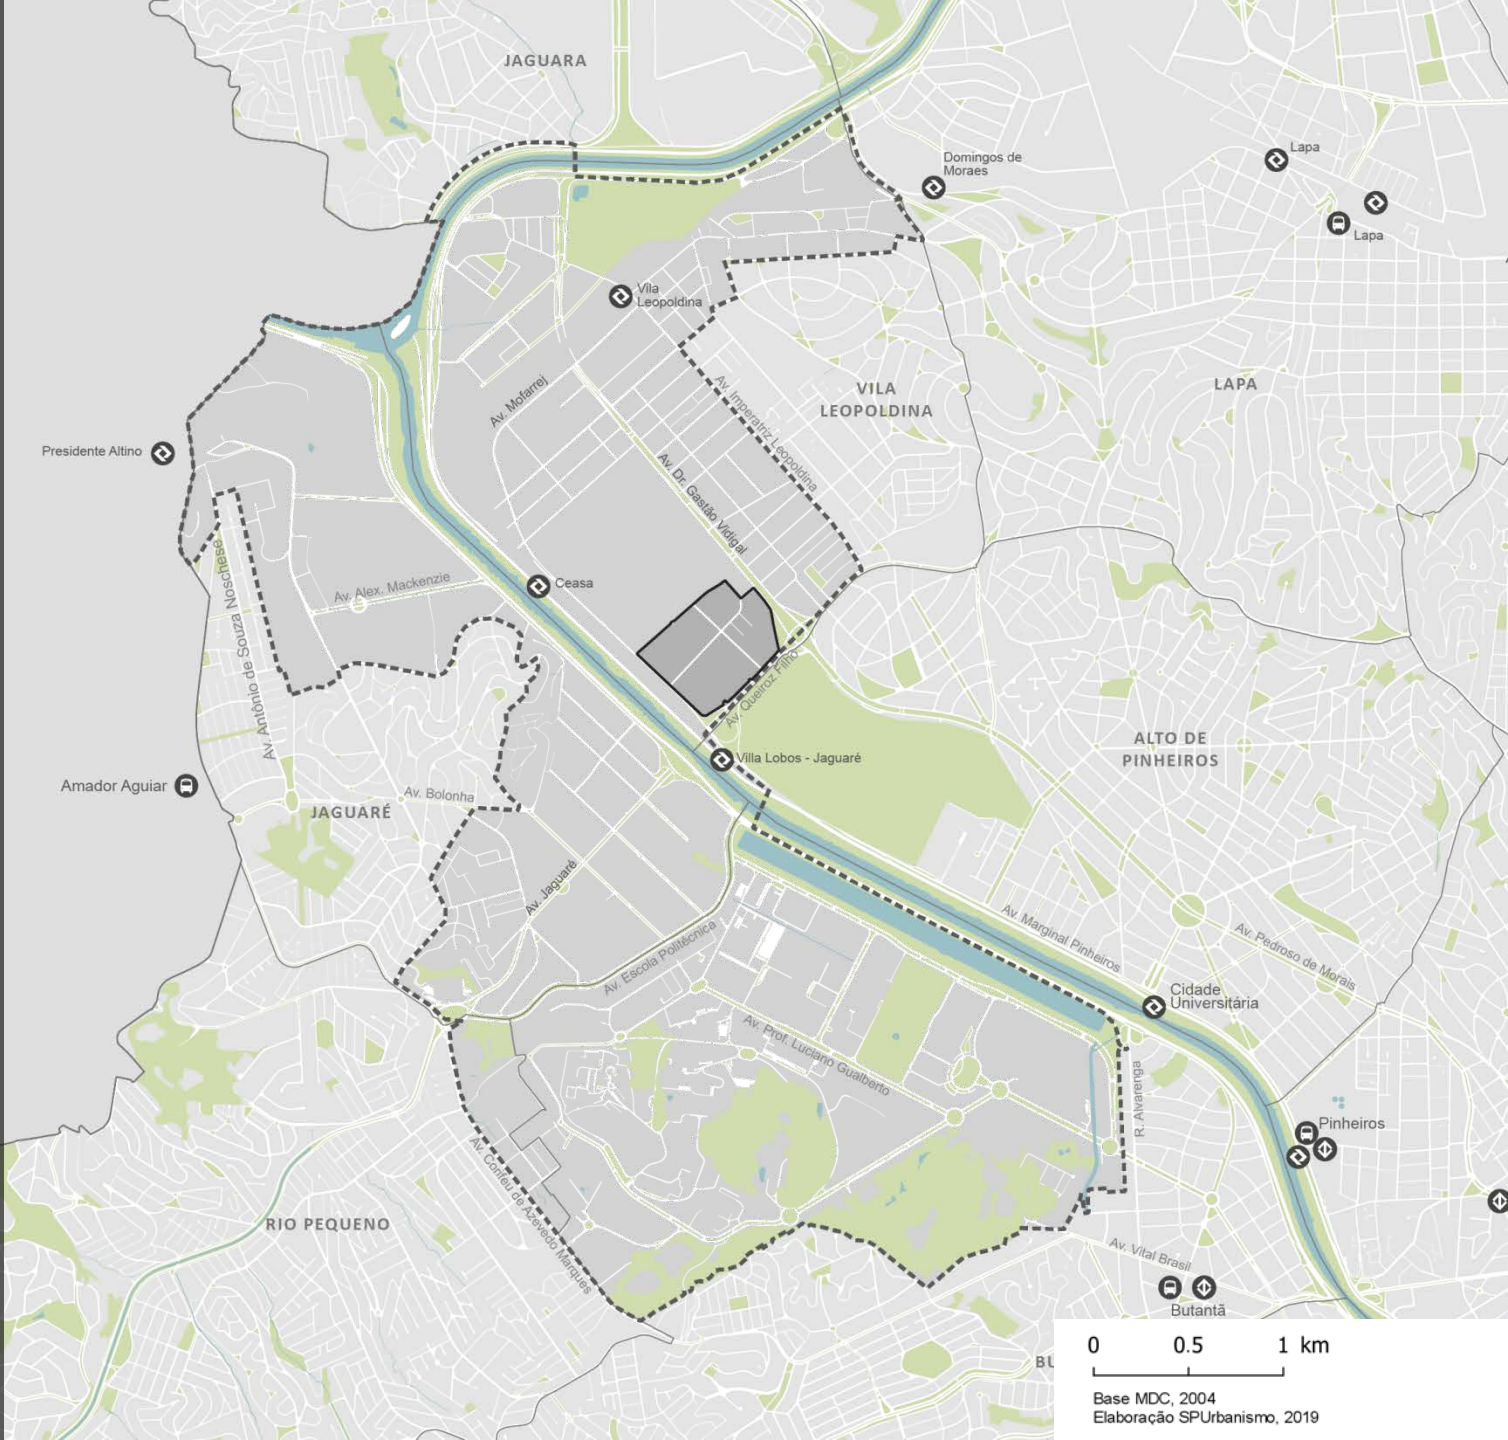 JAGUARA
Domingos de
Moraes
Lapa
Lapa
Vila
Leopoldina
VILA
LEOPOLDINA
LAPA
Av. Mofarrej
Av. Imperatriz Leopoldina
Presidente Altino
Av. Dr. Gastão Vidigal
Av. Antônio de Souza Noschese
Av. Alex. Mackenzie
Ceasa
Av. Queiroz Filho
ALTO DE
PINHEIROS
Villa Lobos - Jaguaré
Amador Aguiar
Av. Bolonha
JAGUARÉ
Av. Jaguaré
Av. Escola Politécnica
Av. Marginal Pinheiros
Av. Pedroso de Morais
Cidade
Universitária
Av. Prof. Luciano Gualberto
R. Alvarenga
Pinheiros
Av. Corifeu de Azevedo Marques
RIO PEQUENO
Av. Vital Brasil
Butantã
BU
0 0.5 1 km
Base MDC, 2004
Elaboração SPUrbanismo, 2019